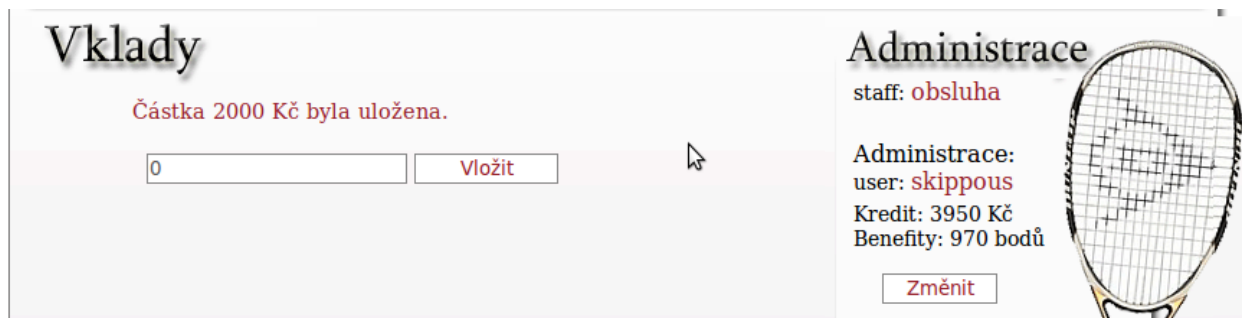 Vklady
Částka 2000 Kč byla uložena.
0
Vložit
Administrace
staff: obsluha
Administrace:
user: skippous
Kredit: 3950 Kč
Benefity: 970 bodů
Změnit